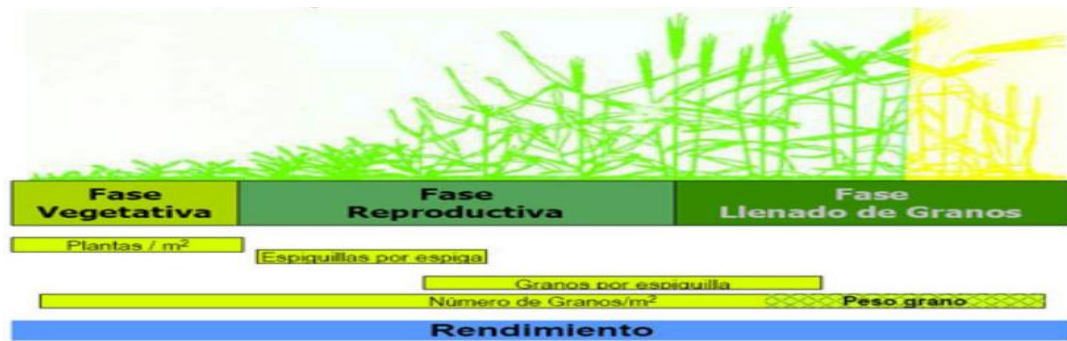 Fase
Vegetativa
Fase
Reproductiva
Fase
Llenado de Granos
Plantas / m²
Espiguillas por espiga
Granos por espiguilla
Número de Granos/m²
Peso grano
Rendimiento